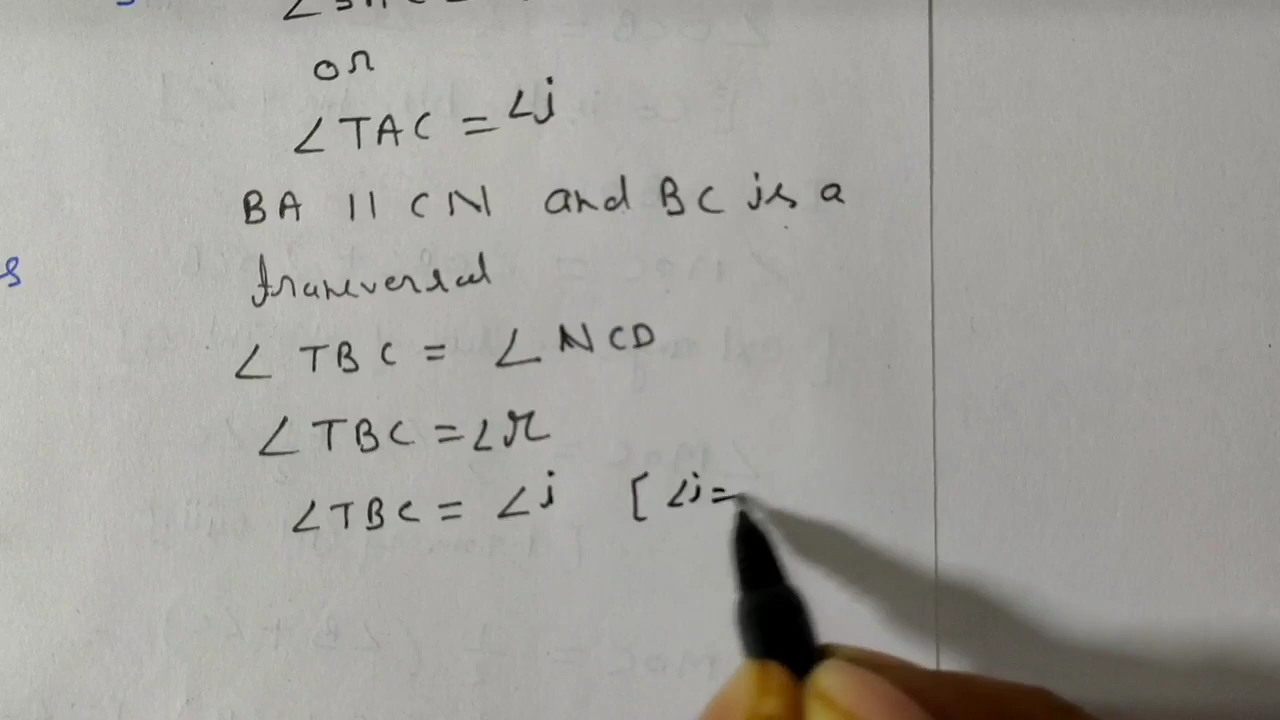 or
∠TAC = ∠j
BA || CN and BC is a
transversal
∠TBC = ∠NCD
∠TBC = ∠r
∠TBC = ∠j [∠j=